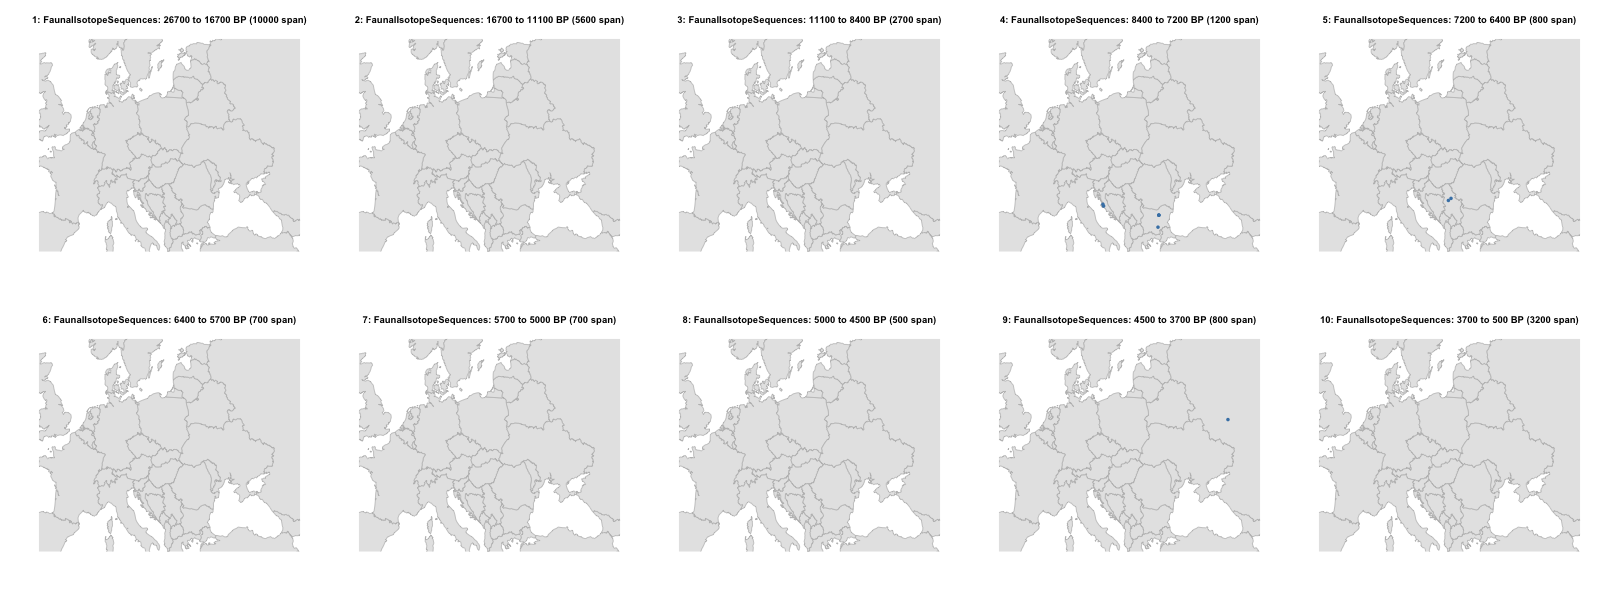 1: FaunalIsotopeSequences: 26700 to 16700 BP (10000 span)
2: FaunalIsotopeSequences: 16700 to 11100 BP (5600 span)
3: FaunalIsotopeSequences: 11100 to 8400 BP (2700 span)
4: FaunalIsotopeSequences: 8400 to 7200 BP (1200 span)
5: FaunalIsotopeSequences: 7200 to 6400 BP (800 span)
6: FaunalIsotopeSequences: 6400 to 5700 BP (700 span)
7: FaunalIsotopeSequences: 5700 to 5000 BP (700 span)
8: FaunalIsotopeSequences: 5000 to 4500 BP (500 span)
9: FaunalIsotopeSequences: 4500 to 3700 BP (800 span)
10: FaunalIsotopeSequences: 3700 to 500 BP (3200 span)